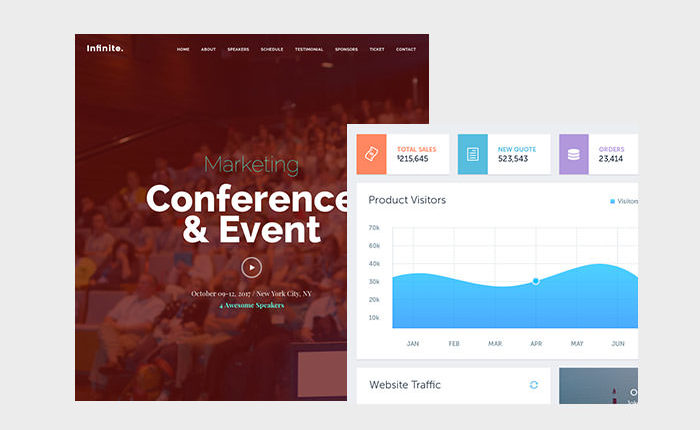 Infinite.
HOME ABOUT SPEAKERS SCHEDULE TESTIMONIAL SPONSORS TICKET CONTACT
Marketing
Conference
& Event
October 09-12, 2017 / New York City, NY
4 Awesome Speakers
TOTAL SALES
$215,645
NEW QUOTE
523,543
ORDERS
23,414
Product Visitors
Visitors
70k
60k
50k
40k
30k
20k
10k
JAN FEB MAR APR MAY JUN
Website Traffic